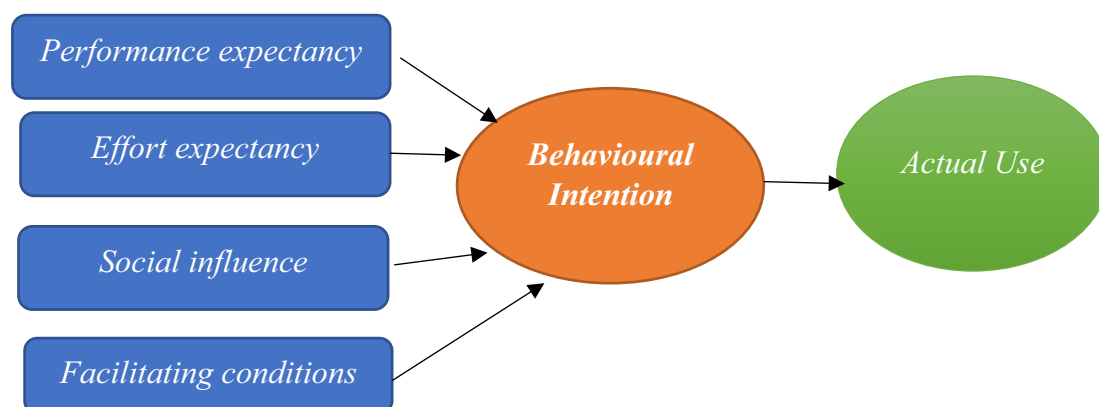 Performance expectancy
Effort expectancy
Social influence
Facilitating conditions
Behavioural
Intention
Actual Use